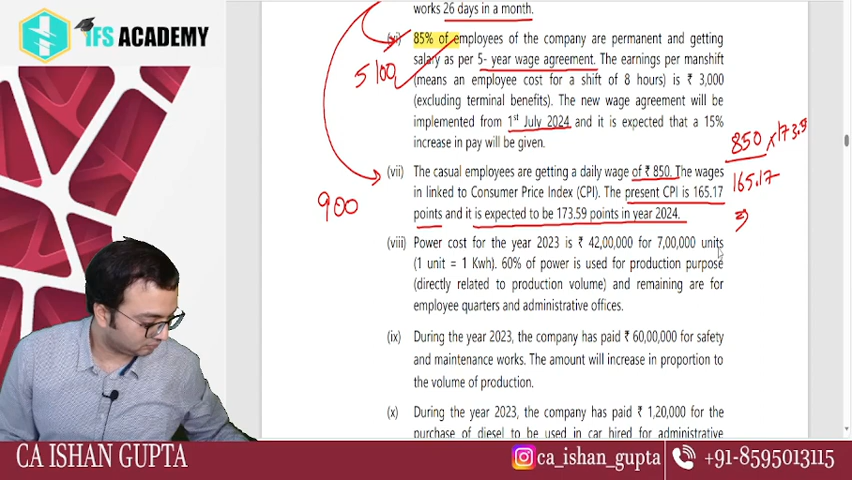 IFS ACADEMY
works 26 days in a month.
(vi) 85% of employees of the company are permanent and getting
salary as per 5- year wage agreement. The earnings per manshift
(means an employee cost for a shift of 8 hours) is ₹ 3,000
(excluding terminal benefits). The new wage agreement will be
implemented from 1st July 2024 and it is expected that a 15%
increase in pay will be given.
5100
(vii) The casual employees are getting a daily wage of ₹ 850. The wages
in linked to Consumer Price Index (CPI). The present CPI is 165.17
points and it is expected to be 173.59 points in year 2024.
900
850 × 173.5
165.17
⇒
(viii) Power cost for the year 2023 is ₹ 42,00,000 for 7,00,000 units
(1 unit = 1 Kwh). 60% of power is used for production purpose
(directly related to production volume) and remaining are for
employee quarters and administrative offices.
(ix) During the year 2023, the company has paid ₹ 60,00,000 for safety
and maintenance works. The amount will increase in proportion to
the volume of production.
(x) During the year 2023, the company has paid ₹ 1,20,000 for the
purchase of diesel to be used in car hired for administrative
CA ISHAN GUPTA
ca_ishan_gupta
+91-8595013115